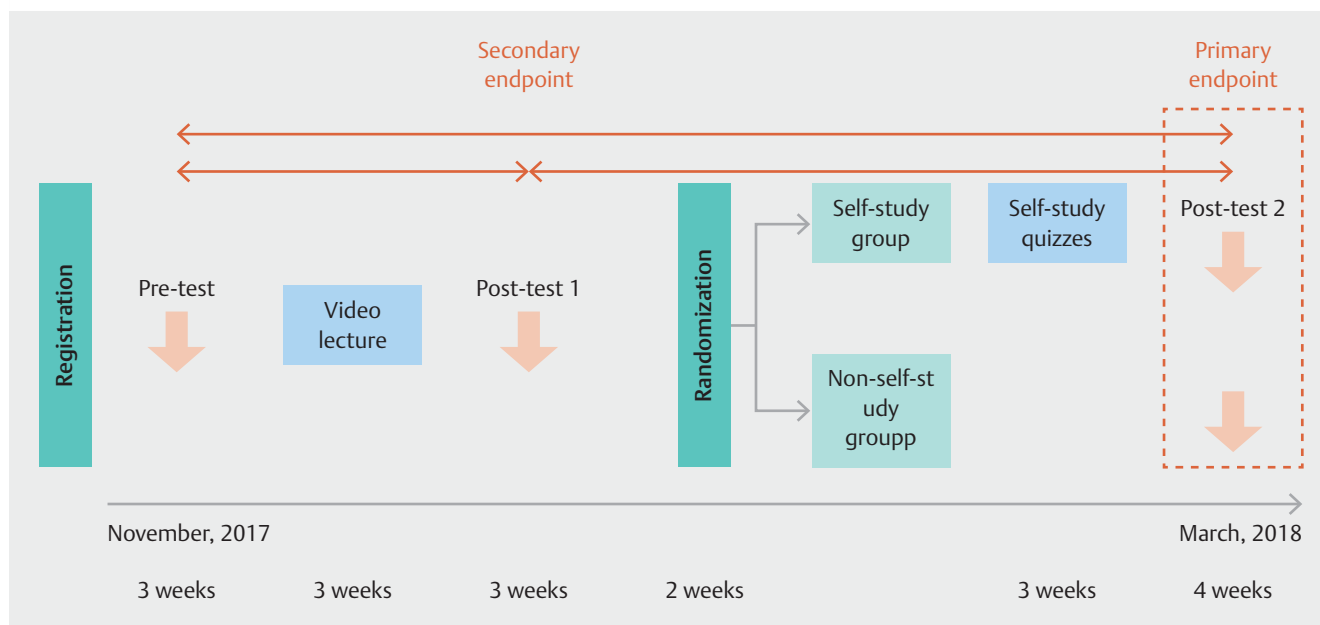 Secondary
endpoint
Primary
endpoint
Registration
Pre-test
Video
lecture
Post-test 1
Randomization
Self-study
group
Self-study
quizzes
Post-test 2
Non-self-st
udy
groupp
November, 2017
March, 2018
3 weeks
3 weeks
3 weeks
2 weeks
3 weeks
4 weeks